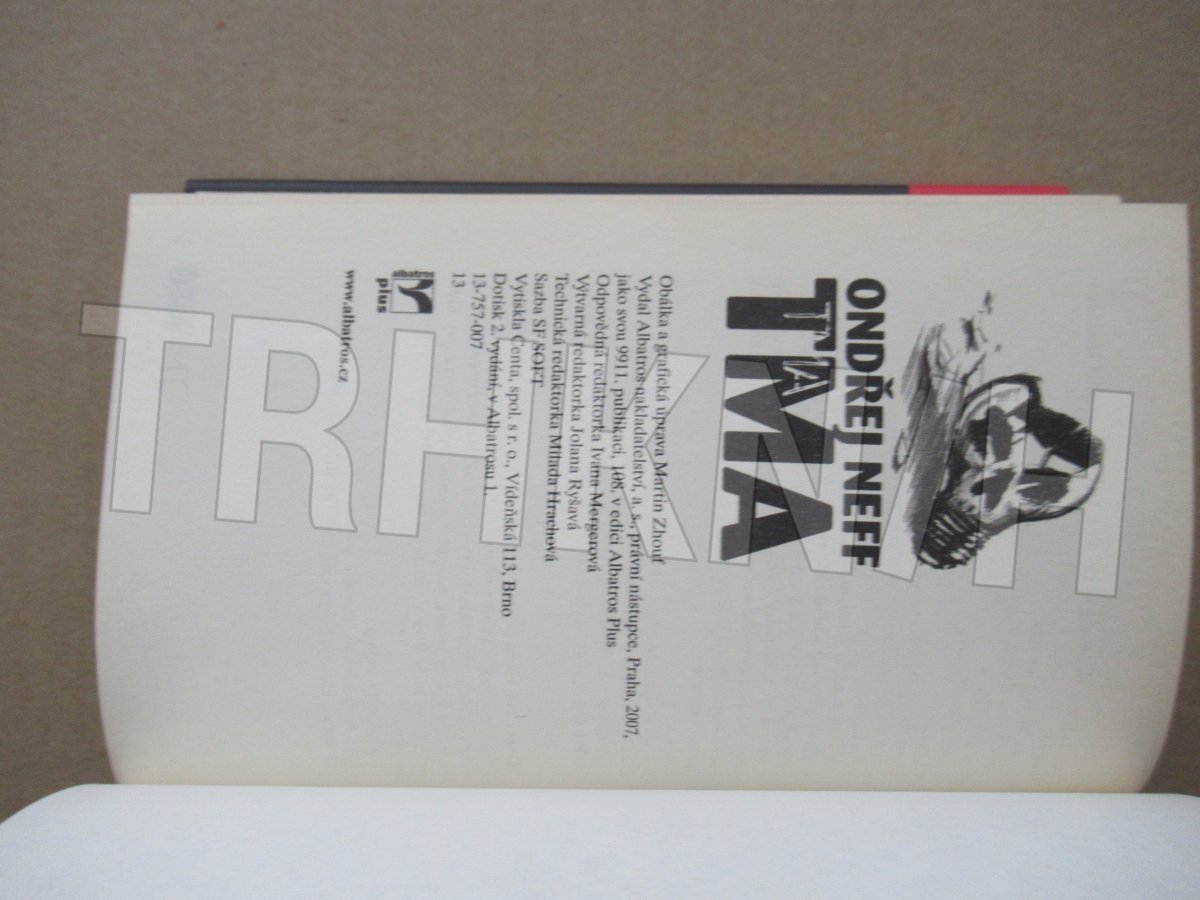 ONDŘEJ NEFF
TMA
Obálka a grafická úprava Martin Zhouf
Vydal Albatros nakladatelství, a. s., právní nástupce, Praha, 2007,
jako svou 9911. publikaci, 108. v edici Albatros Plus
Odpovědná redaktorka Ivana Mergerová
Výtvarná redaktorka Jolana Ryšavá
Technická redaktorka Milada Hrachová
Sazba SF SOFT
Vytiskla Centa, spol. s r. o., Vídeňská 113, Brno
Dotisk 2. vydání, v Albatrosu 1.
13-757-007
13
albatros
plus
www.albatros.cz